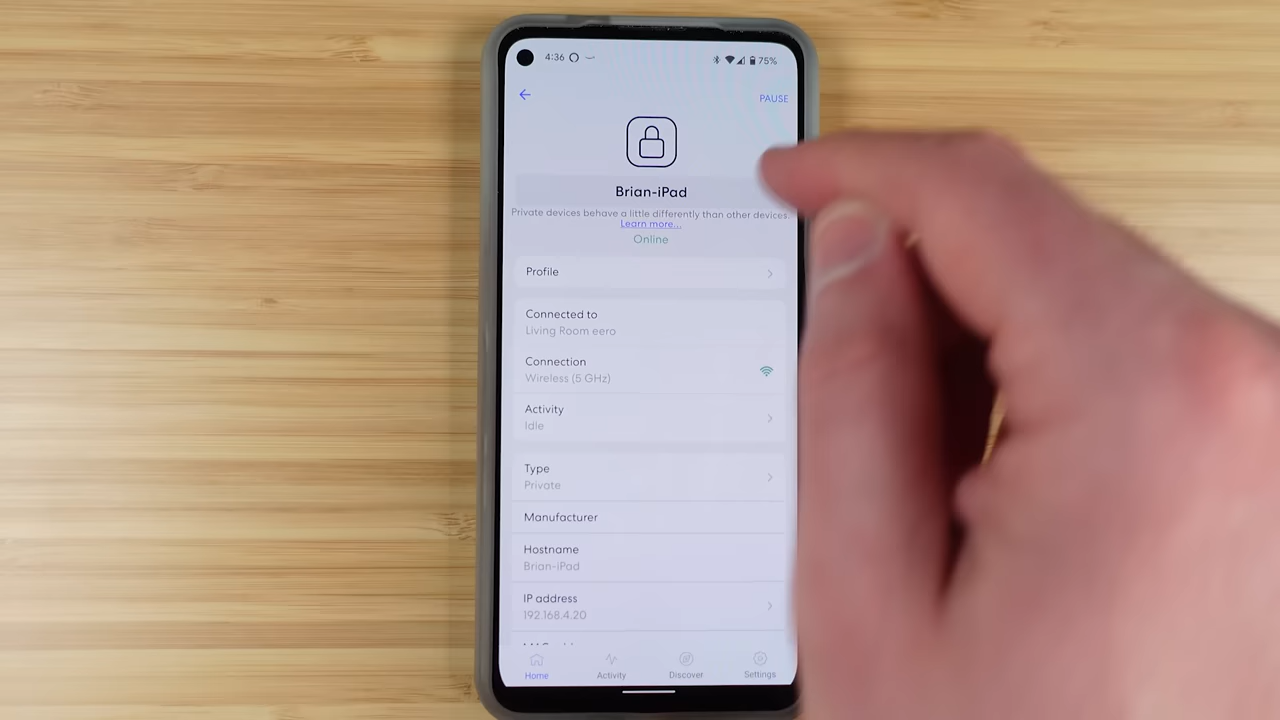 4:36
75%
PAUSE
Brian-iPad
Private devices behave a little differently than other devices.
Learn more...
Online
Profile
Connected to
Living Room eero
Connection
Wireless (5 GHz)
Activity
Idle
Type
Private
Manufacturer
Hostname
Brian-iPad
IP address
192.168.4.20
Home Activity Discover Settings